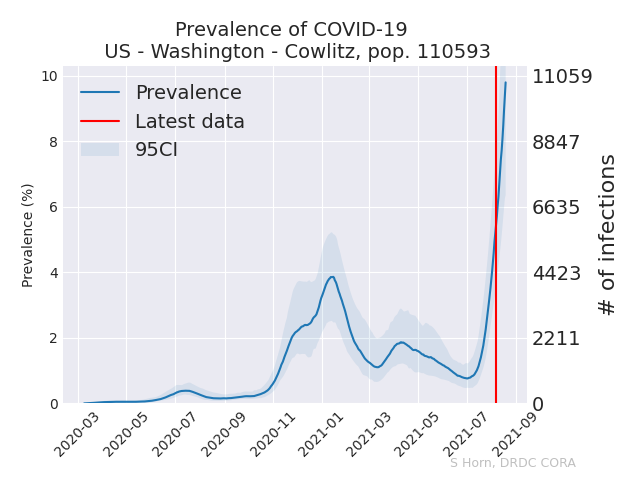 Prevalence of COVID-19
US - Washington - Cowlitz, pop. 110593
Prevalence
Latest data
95CI
Prevalence (%)
10
8
6
4
2
0
11059
8847
6635
4423
2211
0
# of infections
2020-03
2020-05
2020-07
2020-09
2020-11
2021-01
2021-03
2021-05
2021-07
2021-09
S Horn, DRDC CORA